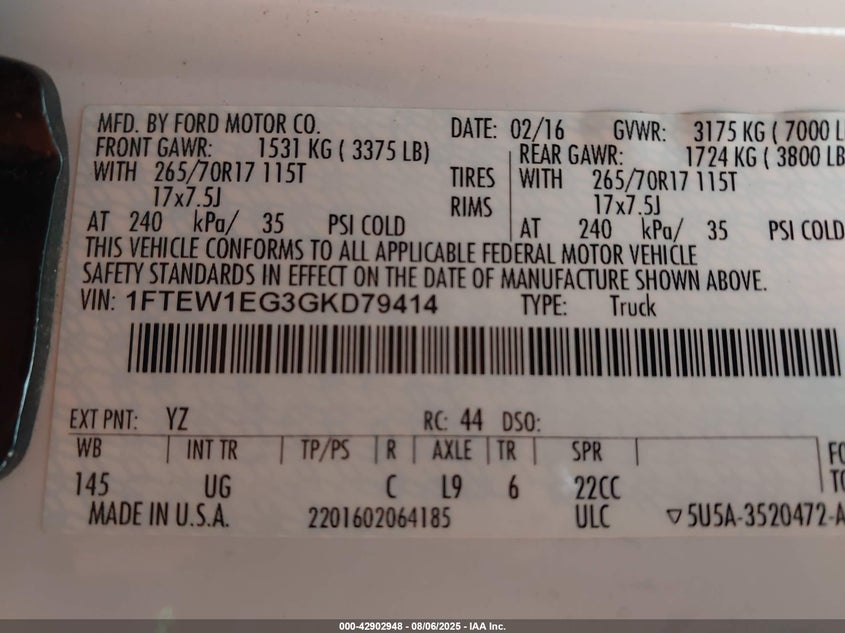 MFD. BY FORD MOTOR CO. DATE: 02/16 GVWR: 3175 KG ( 7000
FRONT GAWR: 1531 KG ( 3375 LB) REAR GAWR: 1724 KG ( 3800 LB
WITH 265/70R17 115T TIRES WITH 265/70R17 115T
17x7.5J RIMS 17x7.5J
AT 240 kPa/ 35 PSI COLD AT 240 kPa/ 35 PSI COLD
THIS VEHICLE CONFORMS TO ALL APPLICABLE FEDERAL MOTOR VEHICLE
SAFETY STANDARDS IN EFFECT ON THE DATE OF MANUFACTURE SHOWN ABOVE.
VIN: 1FTEW1EG3GKD79414 TYPE: Truck
EXT PNT: YZ RC: 44 DSO:
WB INT TR TP/PS R AXLE TR SPR
145 UG C L9 6 22CC
MADE IN U.S.A. 2201602064185 ULC ▽5U5A-3520472-A
000-42902948 - 08/06/2025 - IAA Inc.